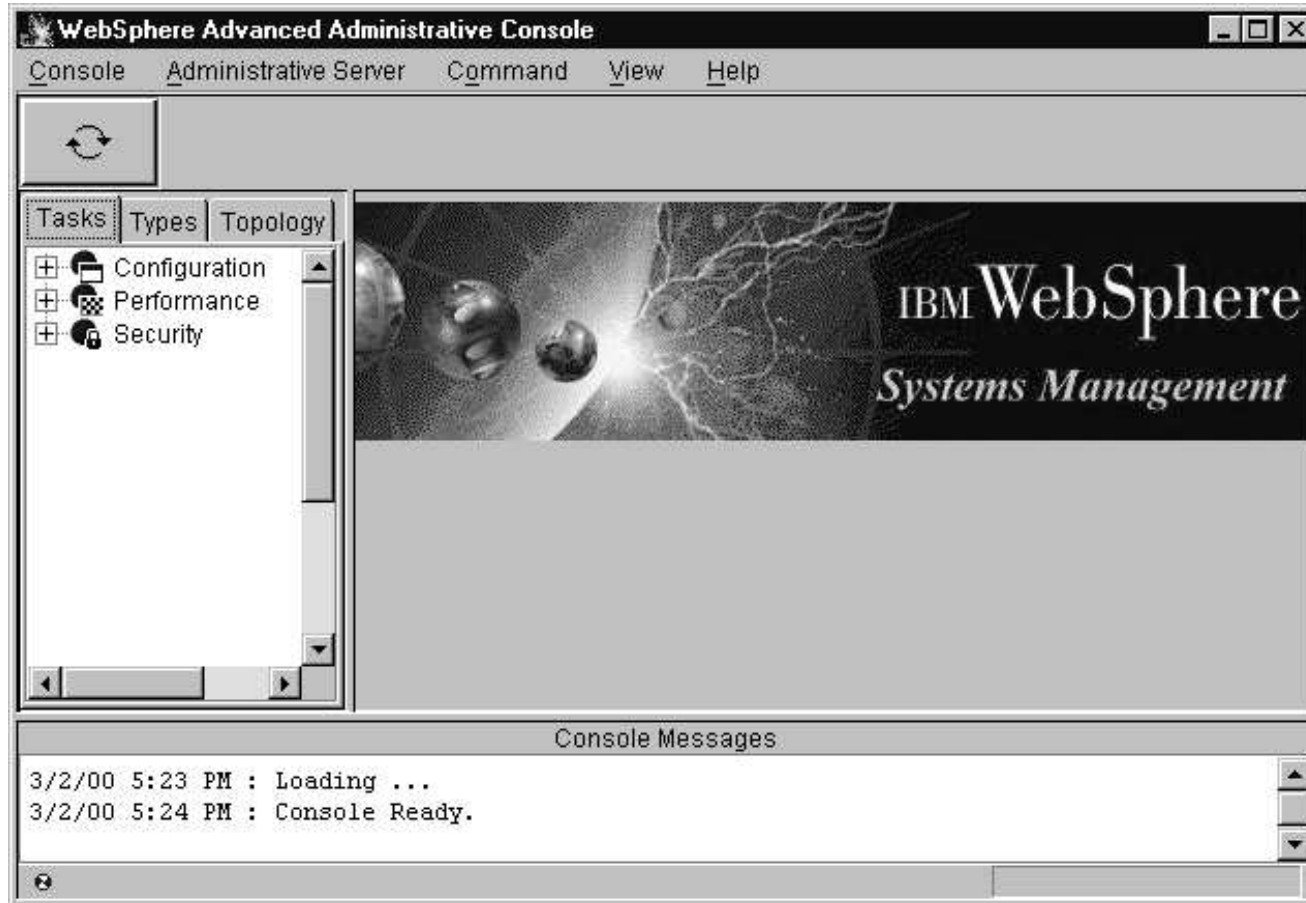 WebSphere Advanced Administrative Console
Console Administrative Server Command View Help
Tasks Types Topology
Configuration
Performance
Security
IBM WebSphere
Systems Management
Console Messages
3/2/00 5:23 PM : Loading ...
3/2/00 5:24 PM : Console Ready.